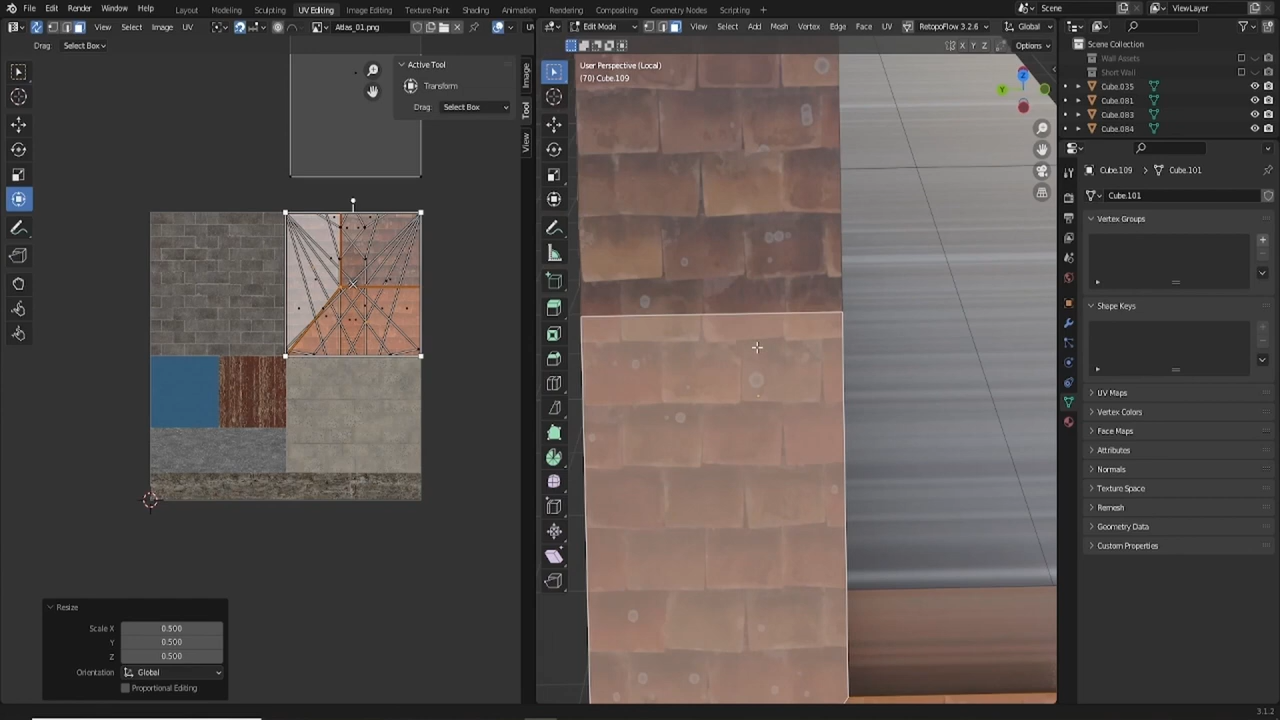 File Edit Render Window Help Layout Modeling Sculpting UV Editing Texture Paint Shading Animation Rendering Compositing Geometry Nodes Scripting + Scene ViewLayer
View Select Image UV Atlas_01.png UV Edit Mode View Select Add Mesh Vertex Edge Face UV RetopoFlow 3.2.6 Global
Drag: Select Box Options
Active Tool
Transform
Drag: Select Box
Image
Tool
View
User Perspective (Local)
(70) Cube.109
Z
Y
Scene Collection
Wall Assets
Short Wall
Cube.035
Cube.081
Cube.083
Cube.084
Cube.109 Cube.101
Cube.101
Vertex Groups
Shape Keys
UV Maps
Vertex Colors
Face Maps
Attributes
Normals
Texture Space
Remesh
Geometry Data
Custom Properties
Resize
Scale X 0.500
Y 0.500
Z 0.500
Orientation Global
Proportional Editing
3.1.2